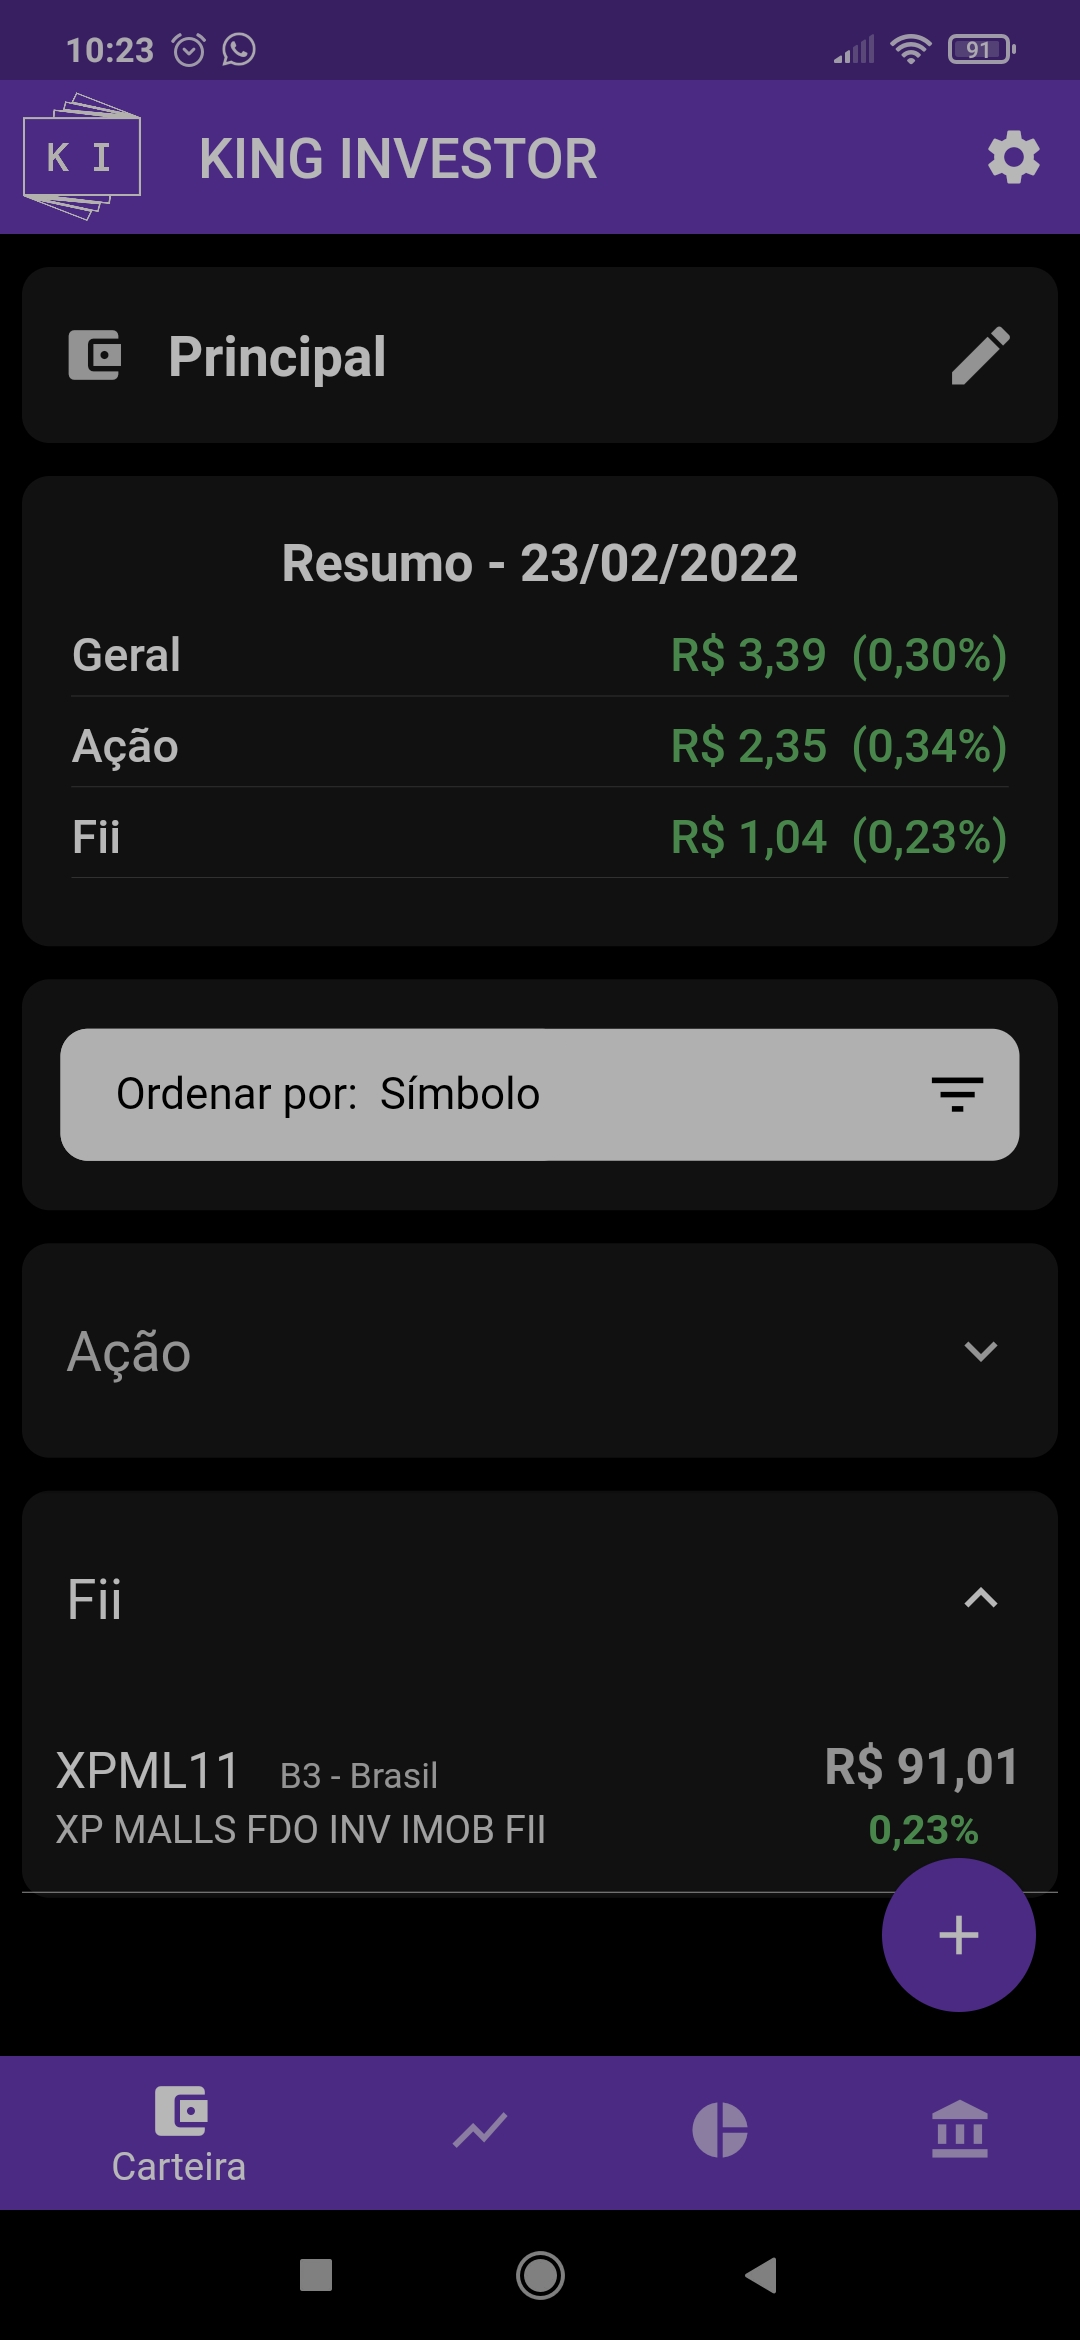 10:23
91
K I
KING INVESTOR
Principal
Resumo - 23/02/2022
Geral R$ 3,39 (0,30%)
Ação R$ 2,35 (0,34%)
Fii R$ 1,04 (0,23%)
Ordenar por: Símbolo
Ação
Fii
XPML11 B3 - Brasil R$ 91,01
XP MALLS FDO INV IMOB FII 0,23%
Carteira